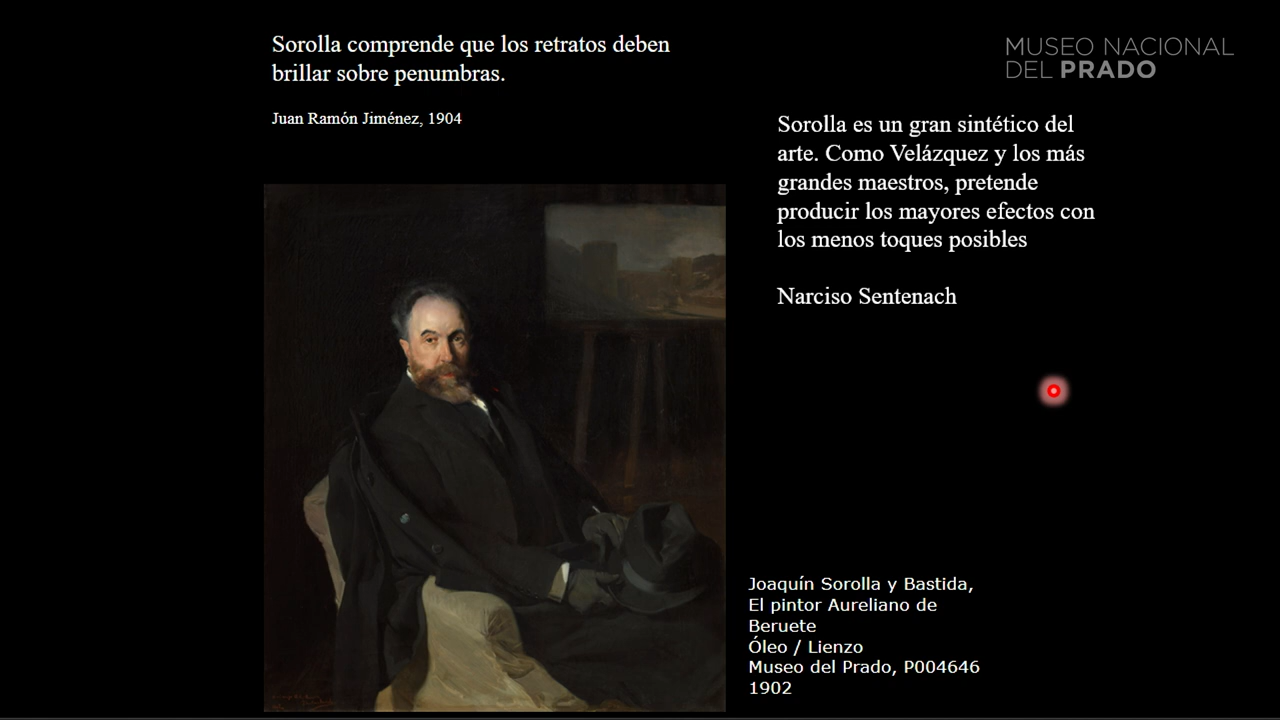 Sorolla comprende que los retratos deben
brillar sobre penumbras.
Juan Ramón Jiménez, 1904
MUSEO NACIONAL
DEL PRADO
Sorolla es un gran sintético del
arte. Como Velázquez y los más
grandes maestros, pretende
producir los mayores efectos con
los menos toques posibles
Narciso Sentenach
Joaquín Sorolla y Bastida,
El pintor Aureliano de
Beruete
Óleo / Lienzo
Museo del Prado, P004646
1902